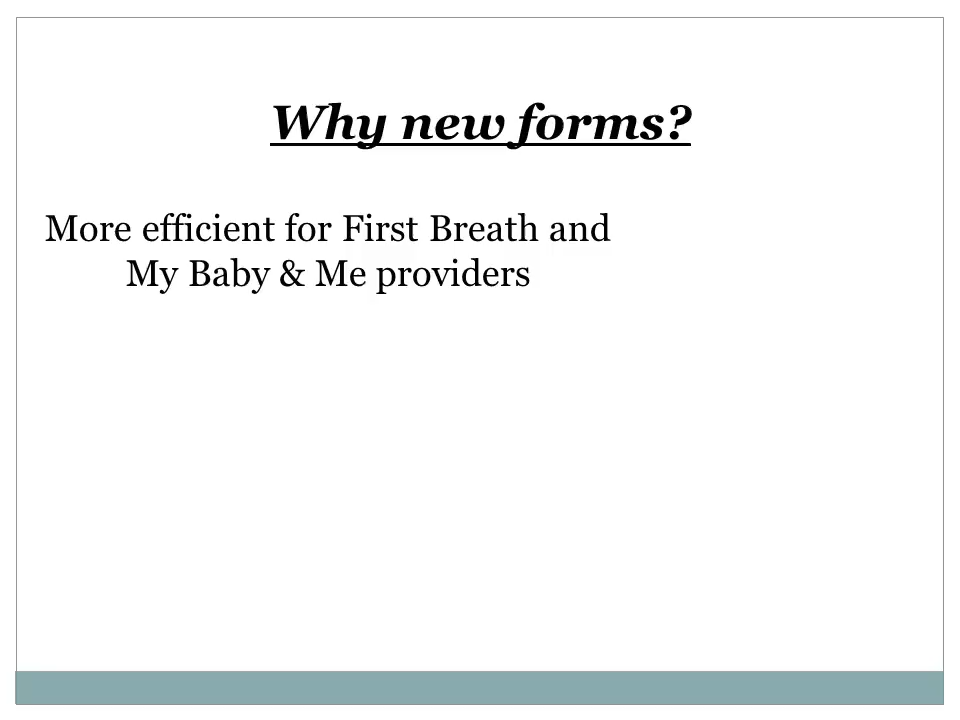 Why new forms?
More efficient for First Breath and
My Baby & Me providers